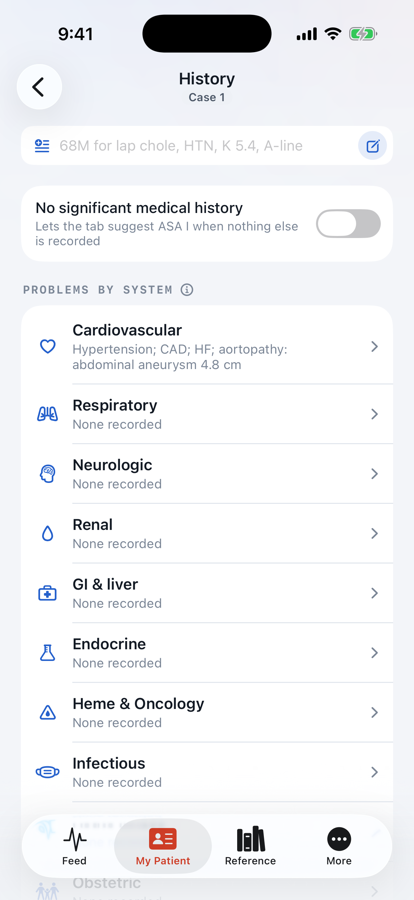 9:41
History
Case 1
68M for lap chole, HTN, K 5.4, A-line
No significant medical history
Lets the tab suggest ASA I when nothing else
is recorded
PROBLEMS BY SYSTEM
Cardiovascular
Hypertension; CAD; HF; aortopathy:
abdominal aneurysm 4.8 cm
Respiratory
None recorded
Neurologic
None recorded
Renal
None recorded
GI & liver
None recorded
Endocrine
None recorded
Heme & Oncology
None recorded
Infectious
None recorded
Feed
My Patient
Reference
More
Obstetric